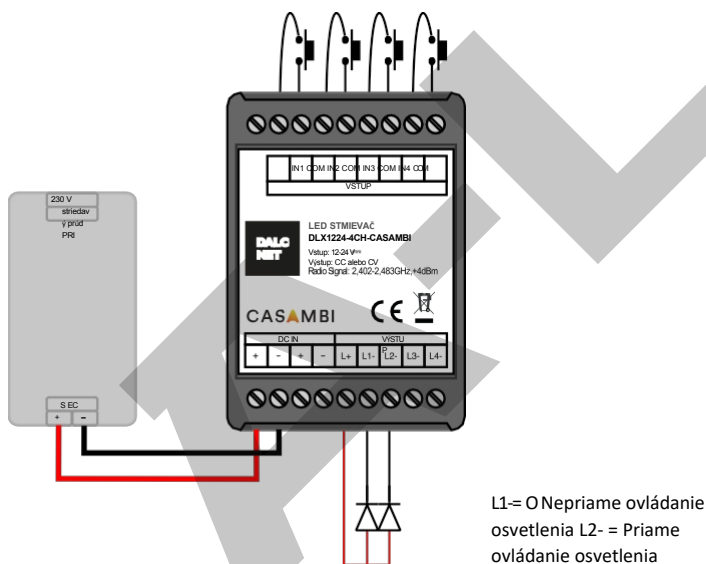 IN1 COM IN2 COM IN3 COM IN4 COM
VSTUP
230 V
striedav
ý prúd
PRI
LED STMIEVAČ
DLX1224-4CH-CASAMBI
DALC
NET
Vstup: 12-24 V
Výstup: CC alebo CV
Radio Signal: 2,402-2,483GHz,+4dBm
CASAMBI
CE
DC IN VÝSTU
P
+ - + - L+ L1- L2- L3- L4-
S EC
+ -
L1-= O Nepriame ovládanie
osvetlenia L2- = Priame
ovládanie osvetlenia